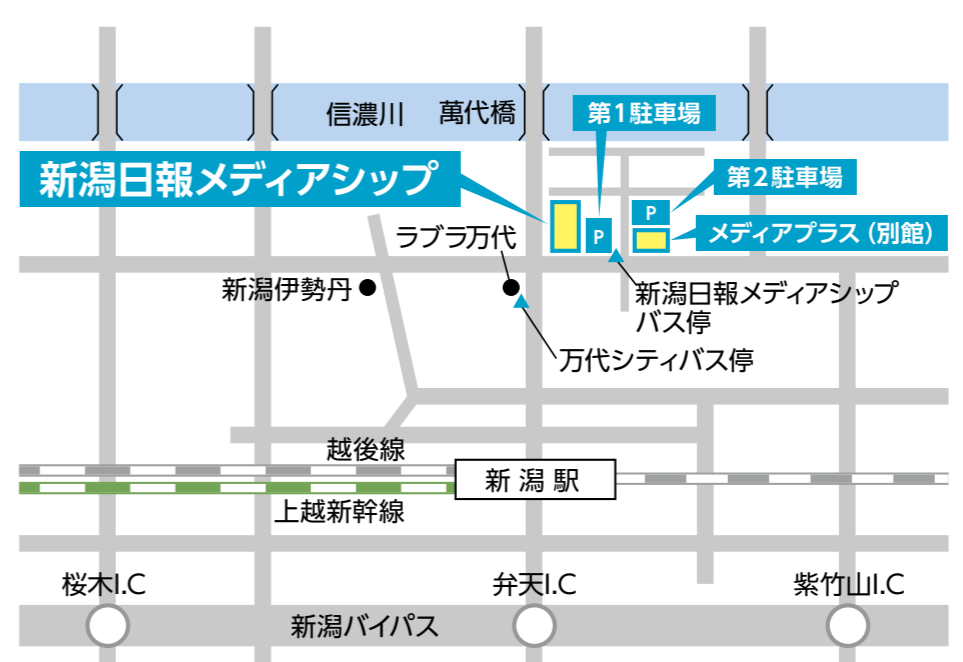 信濃川
萬代橋
第1駐車場
新潟日報メディアシップ
第2駐車場
P
P
メディアプラス（別館）
ラブラ万代
新潟伊勢丹
新潟日報メディアシップ
バス停
万代シティバス停
越後線
新潟駅
上越新幹線
桜木I.C
弁天I.C
紫竹山I.C
新潟バイパス